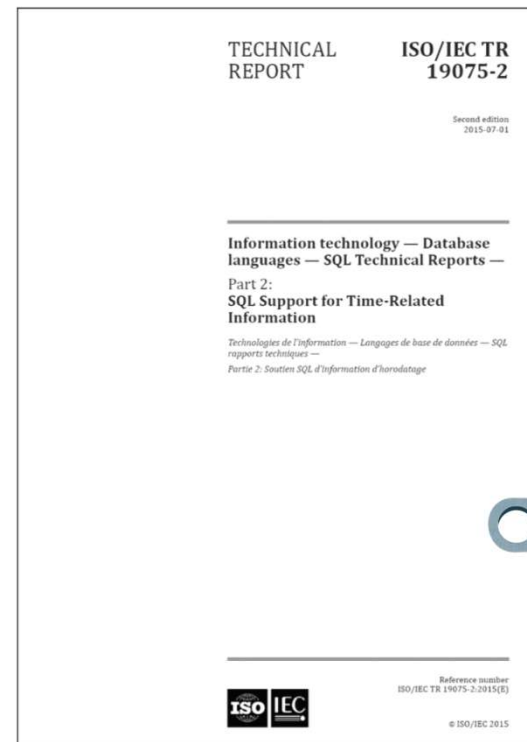 TECHNICAL
REPORT
ISO/IEC TR
19075-2
Second edition
2015-07-01
Information technology — Database
languages — SQL Technical Reports —
Part 2:
SQL Support for Time-Related
Information
Technologies de l'information — Langages de base de données — SQL
rapports techniques —
Partie 2: Soutien SQL d'information d'horodatage
Reference number
ISO/IEC TR 19075-2:2015(E)
ISO IEC
© ISO/IEC 2015